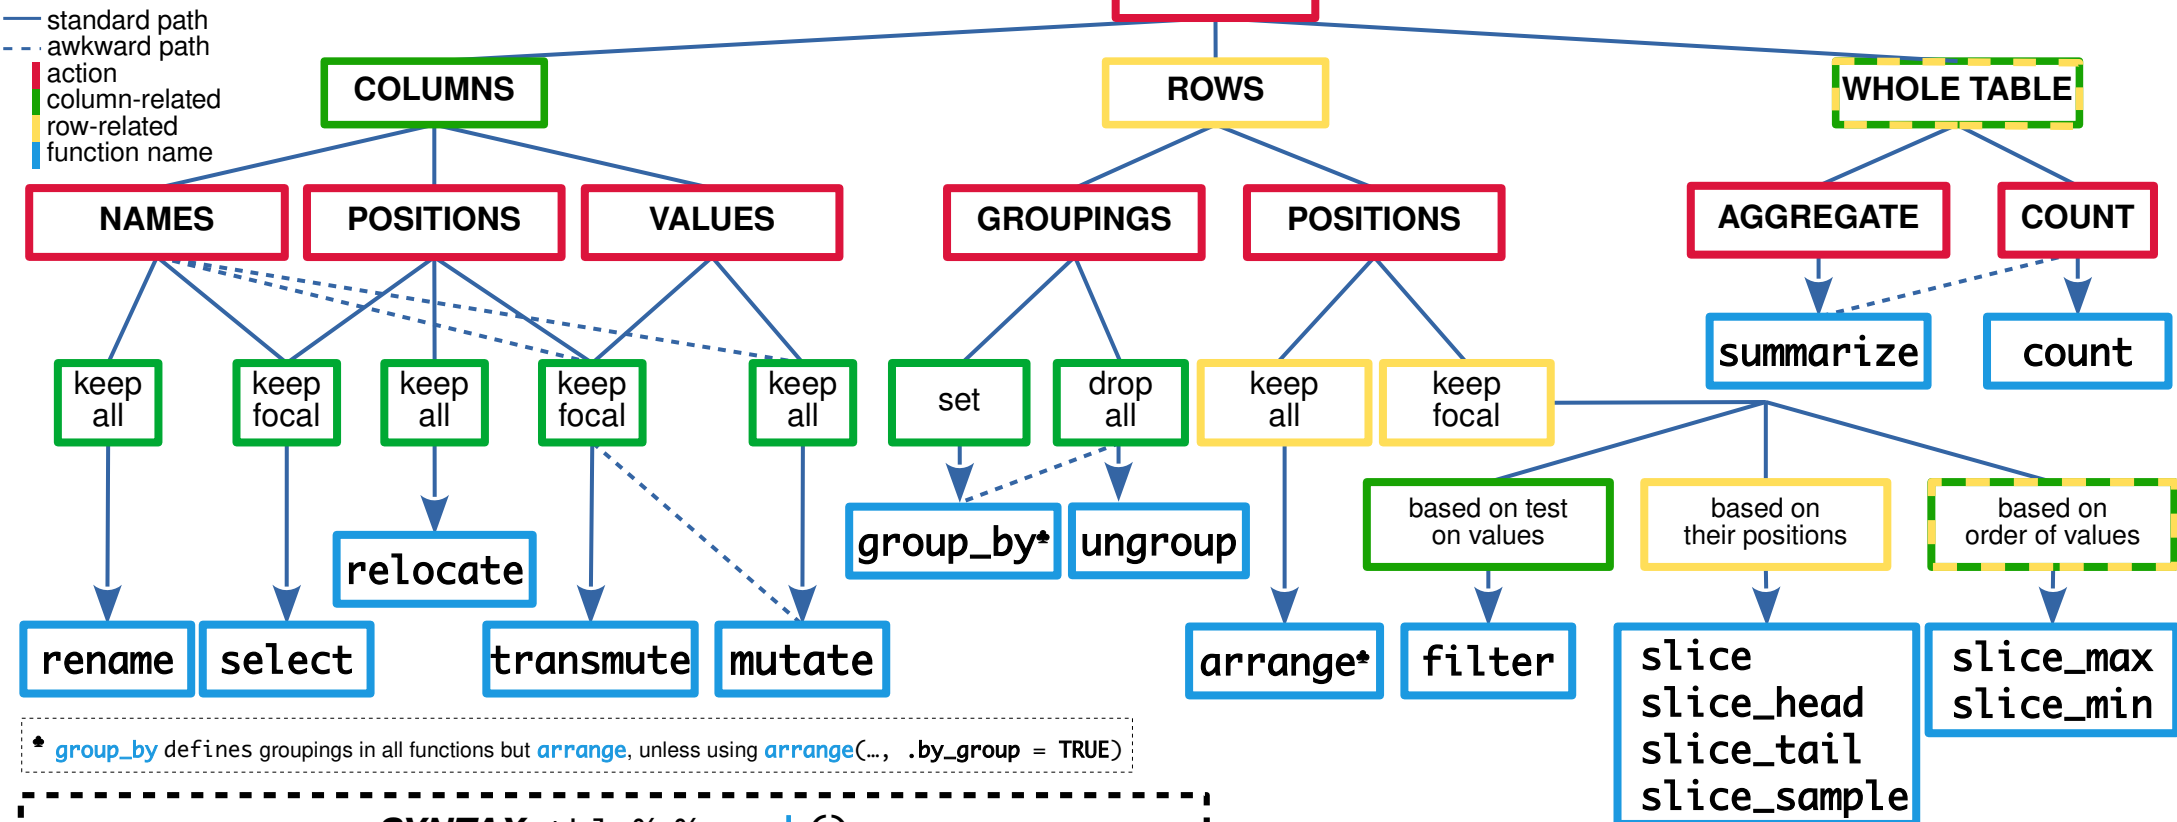 standard path
awkward path
action
column-related
row-related
function name
COLUMNS
ROWS
WHOLE TABLE
NAMES
POSITIONS
VALUES
GROUPINGS
POSITIONS
AGGREGATE
COUNT
summarize
count
keep
all
keep
focal
keep
all
keep
focal
keep
all
set
drop
all
keep
all
keep
focal
based on test
on values
based on
their positions
based on
order of values
relocate
group_by♣
ungroup
rename
select
transmute
mutate
arrange♣
filter
slice
slice_head
slice_tail
slice_sample
slice_max
slice_min
♣ group_by defines groupings in all functions but arrange, unless using arrange(…, .by_group = TRUE)
SYNTAX